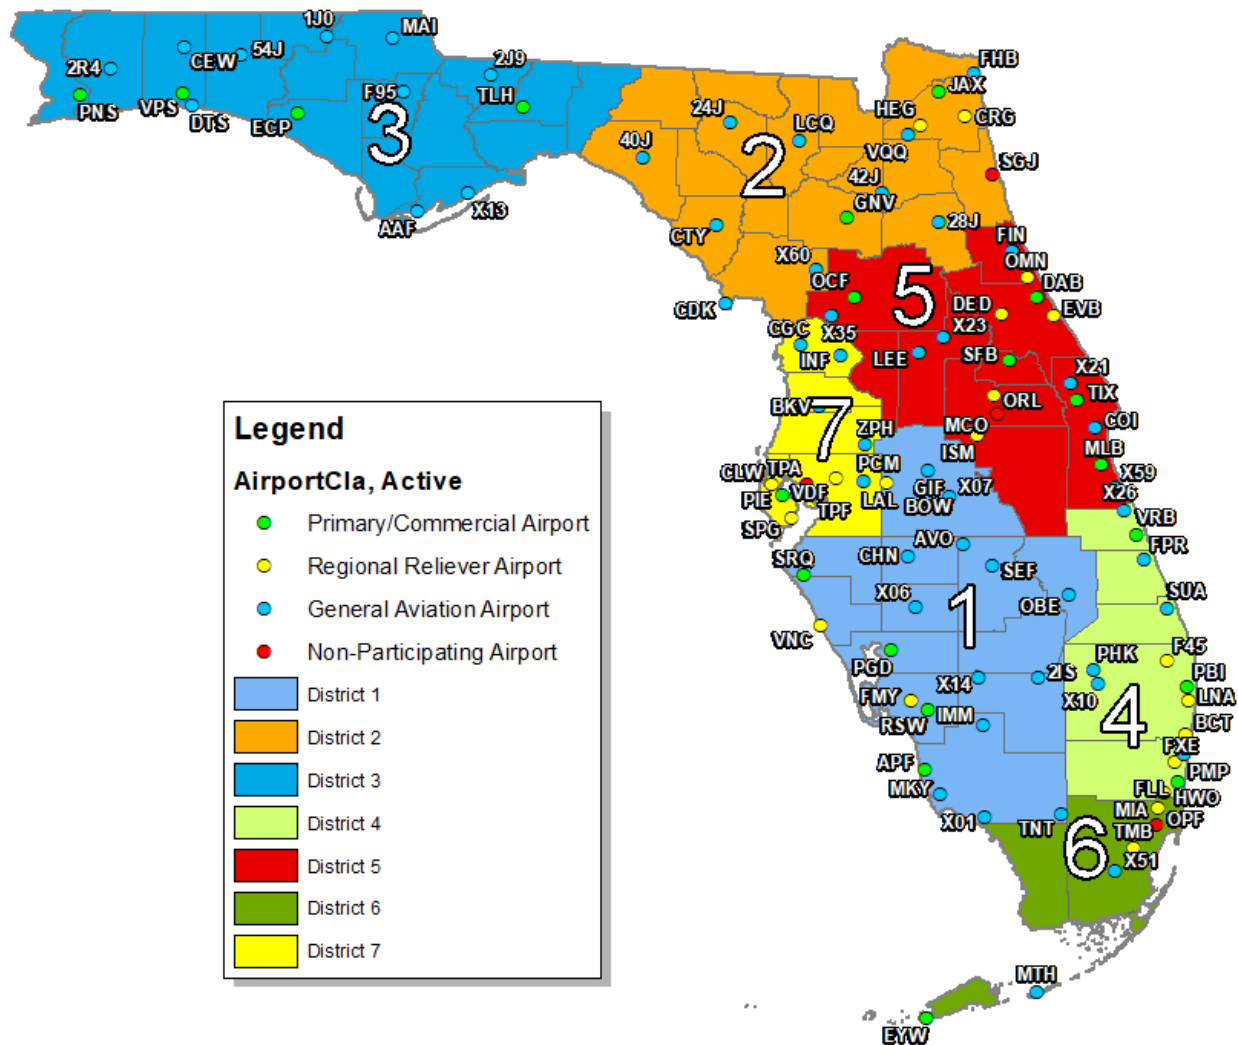 1J0
MAI
2R4
CEW
54J
2J9
FHB
PNS
VPS
DTS
ECP
F95
TLH
JAX
24J
LCQ
HEG
CRG
3
2
40J
VQQ
SGJ
42J
AAF
X13
GNV
CTY
28J
FIN
X60
OMN
OCF
5
DAB
CDK
DED
EVB
CGC
X35
X23
INF
LEE
SFB
X21
BKV
7
ORL
TIX
ZPH
MCO
COI
ISM
MLB
CLW
TPA
PCM
X59
PIE
VDF
LAL
GIF
X07
X26
SPG
TPF
BOW
VRB
AVO
FPR
SRQ
CHN
SEF
X06
1
OBE
SUA
VNC
F45
PGD
PHK
X14
2IS
PBI
FMY
X10
LNA
RSW
IMM
4
BCT
FXE
APF
PMP
MKY
FLL
HWO
MIA
OPF
X01
TNT
TMB
6
X51
MTH
EYW
Legend
AirportCla, Active
Primary/Commercial Airport
Regional Reliever Airport
General Aviation Airport
Non-Participating Airport
District 1
District 2
District 3
District 4
District 5
District 6
District 7